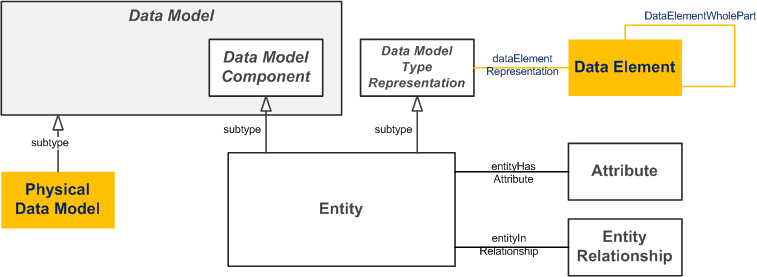 Data Model
DataElementWholePart
Data Model
Component
Data Model
Type
Representation
dataElement
Representation
Data Element
subtype
subtype
subtype
Physical
Data Model
Entity
entityHas
Attribute
Attribute
entityIn
Relationship
Entity
Relationship